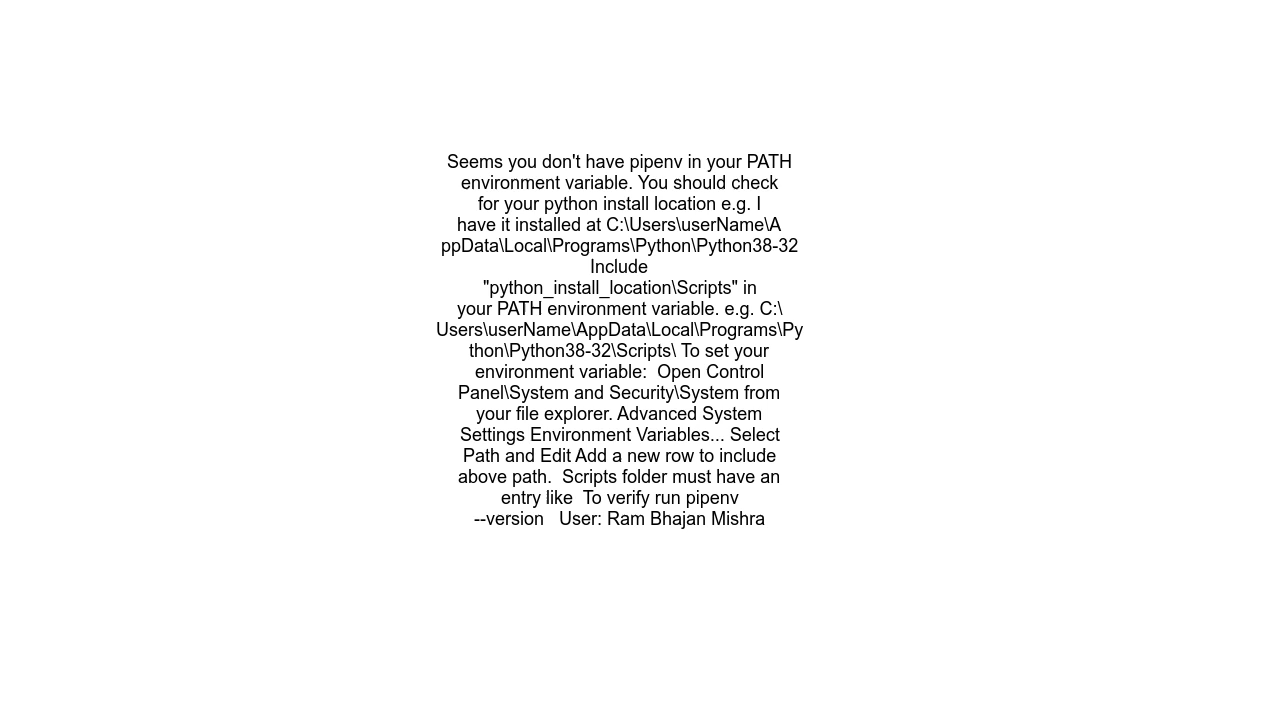 Seems you don't have pipenv in your PATH
environment variable. You should check
for your python install location e.g. I
have it installed at C:\Users\userName\A
ppData\Local\Programs\Python\Python38-32
Include
"python_install_location\Scripts" in
your PATH environment variable. e.g. C:\
Users\userName\AppData\Local\Programs\Py
thon\Python38-32\Scripts\ To set your
environment variable:  Open Control
Panel\System and Security\System from
your file explorer. Advanced System
Settings Environment Variables... Select
Path and Edit Add a new row to include
above path.  Scripts folder must have an
entry like  To verify run pipenv
--version   User: Ram Bhajan Mishra